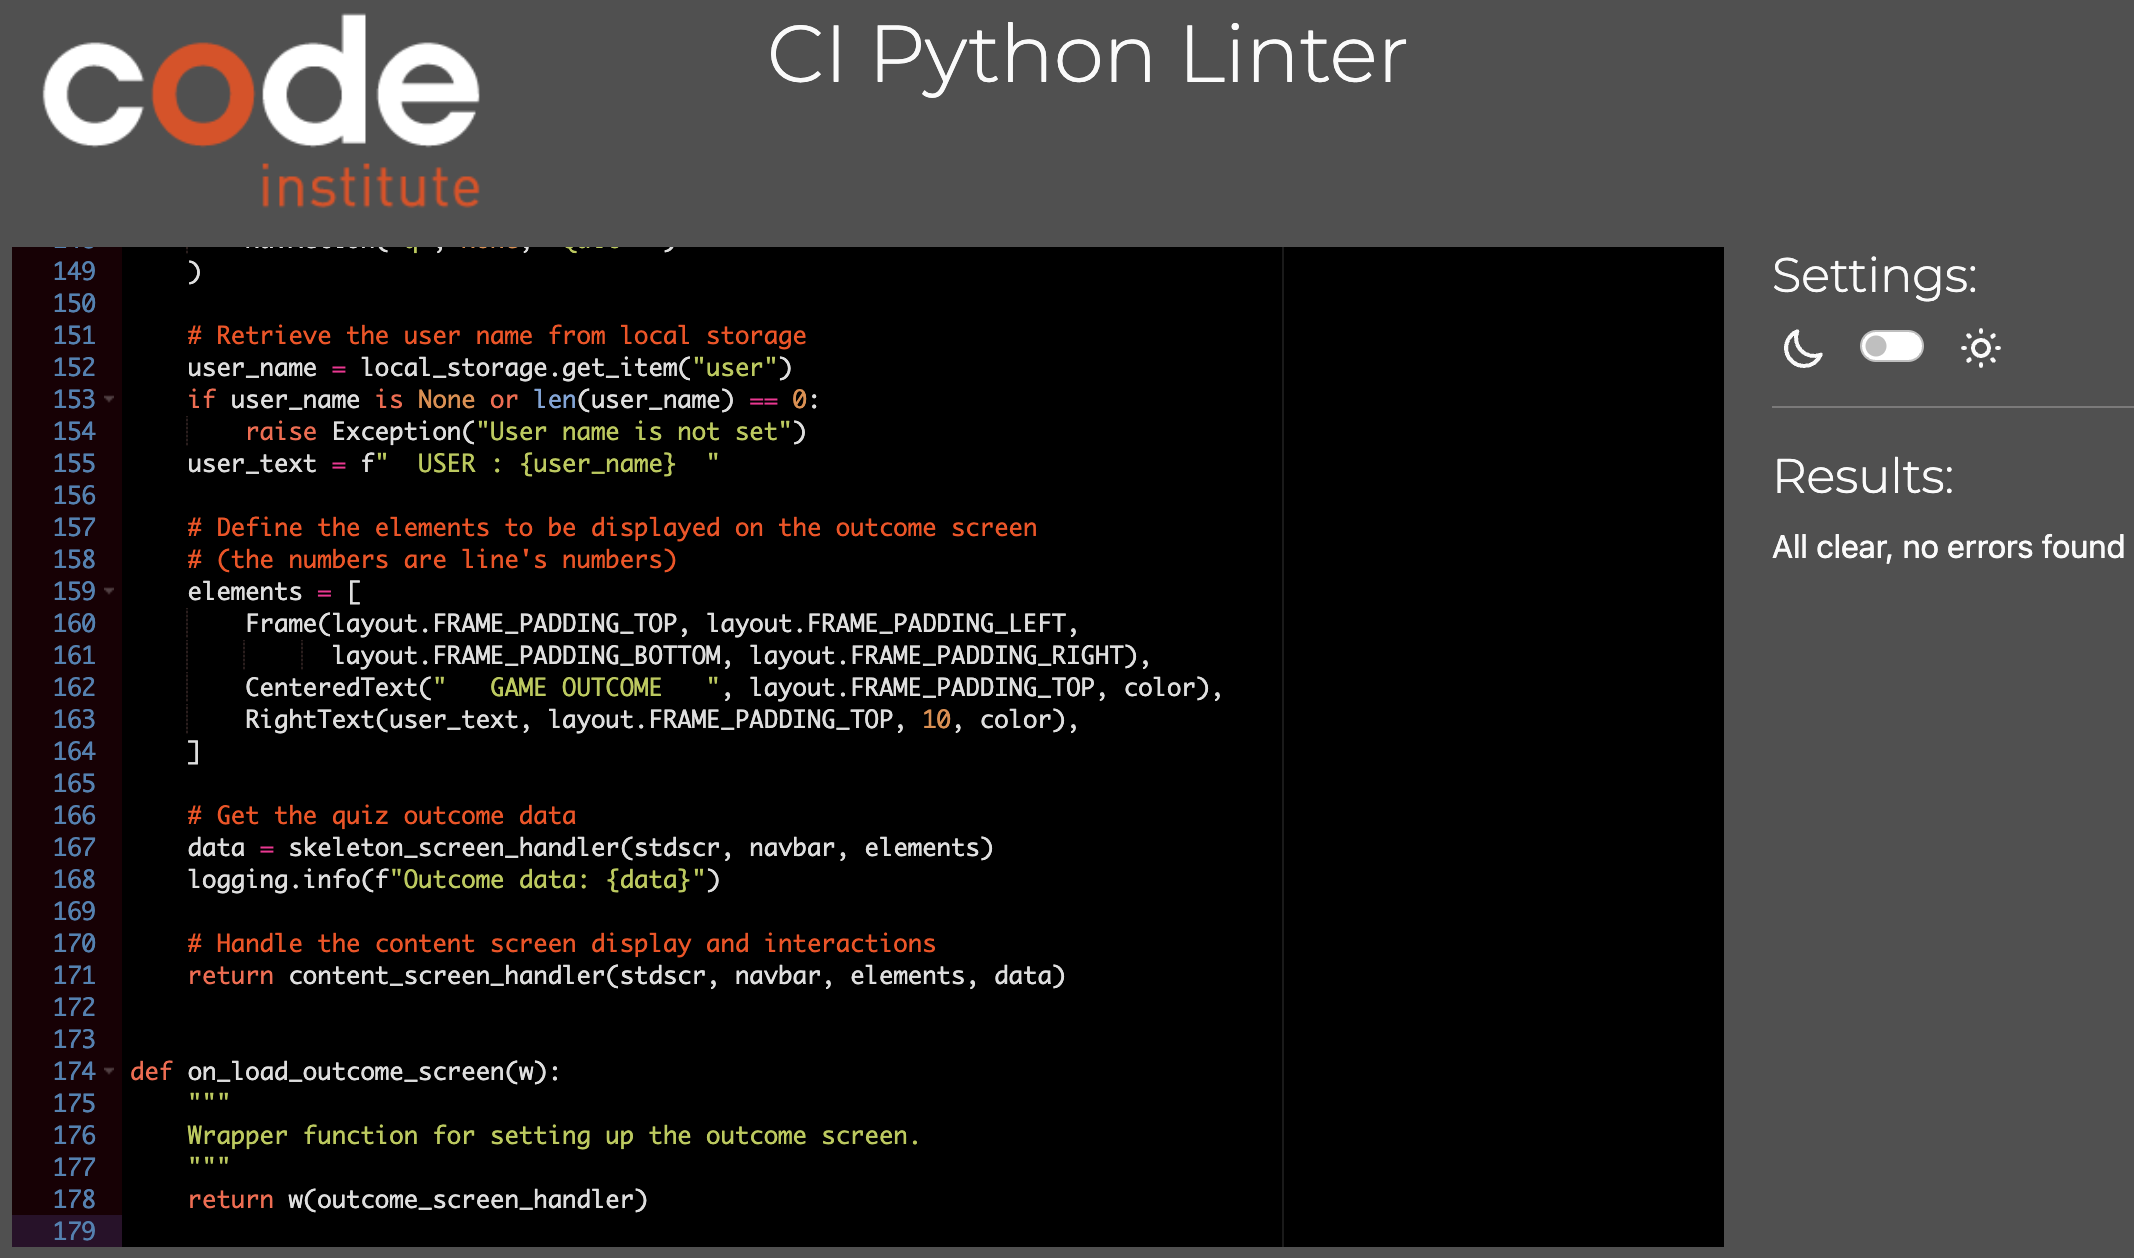 code
institute
CI Python Linter
149 )
150
151 # Retrieve the user name from local storage
152 user_name = local_storage.get_item("user")
153 if user_name is None or len(user_name) == 0:
154 raise Exception("User name is not set")
155 user_text = f"  USER : {user_name}  "
156
157 # Define the elements to be displayed on the outcome screen
158 # (the numbers are line's numbers)
159 elements = [
160 Frame(layout.FRAME_PADDING_TOP, layout.FRAME_PADDING_LEFT,
161 layout.FRAME_PADDING_BOTTOM, layout.FRAME_PADDING_RIGHT),
162 CenteredText("   GAME OUTCOME   ", layout.FRAME_PADDING_TOP, color),
163 RightText(user_text, layout.FRAME_PADDING_TOP, 10, color),
164 ]
165
166 # Get the quiz outcome data
167 data = skeleton_screen_handler(stdscr, navbar, elements)
168 logging.info(f"Outcome data: {data}")
169
170 # Handle the content screen display and interactions
171 return content_screen_handler(stdscr, navbar, elements, data)
172
173
174 def on_load_outcome_screen(w):
175 """
176 Wrapper function for setting up the outcome screen.
177 """
178 return w(outcome_screen_handler)
179
Settings:
Results:
All clear, no errors found